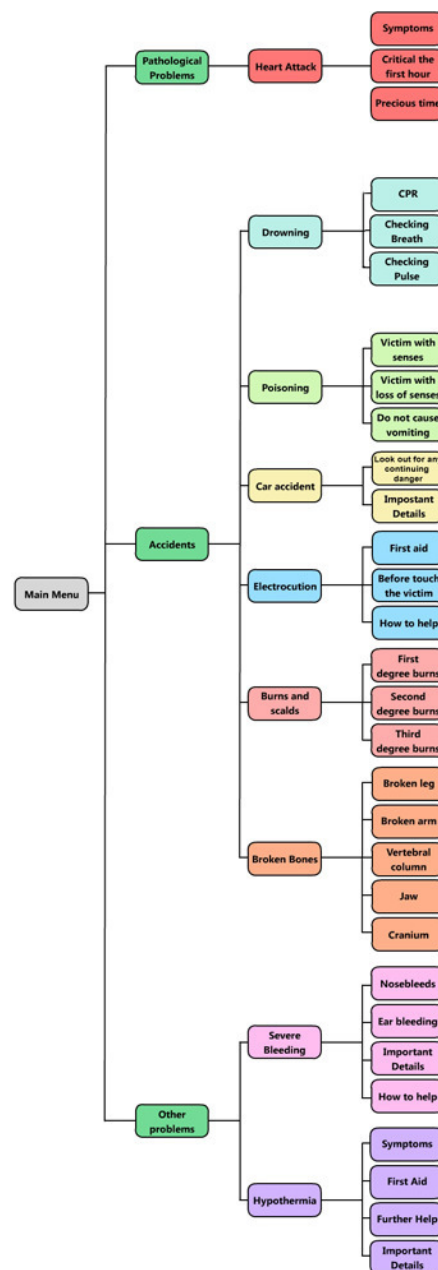 Symptoms
Pathological
Problems
Heart Attack
Critical the
first hour
Precious time
CPR
Drowning
Checking
Breath
Checking
Pulse
Victim with
senses
Poisoning
Victim with
loss of senses
Do not cause
vomiting
Look out for any
continuing
danger
Car accident
Impostant
Details
Accidents
First aid
Main Menu
Electrocution
Before touch
the victim
How to help
First
degree burns
Burns and
scalds
Second
degree burns
Third
degree burns
Broken leg
Broken arm
Broken Bones
Vertebral
column
Jaw
Cranium
Nosebleeds
Severe
Bleeding
Ear bleeding
Important
Details
How to help
Other
problems
Symptoms
First Aid
Hypothermia
Further Help
Important
Details